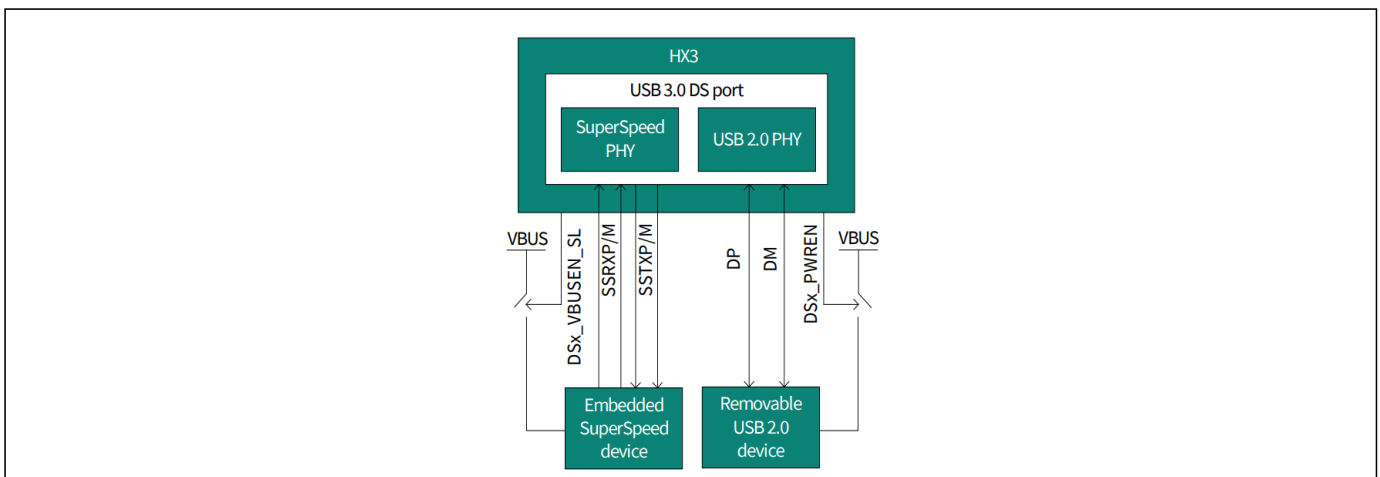 HX3
USB 3.0 DS port
SuperSpeed
PHY
USB 2.0 PHY
VBUS
DSx_VBUSEN_SL
SSRXP/M
SSTXP/M
DP
DM
DSx_PWREN
VBUS
Embedded
SuperSpeed
device
Removable
USB 2.0
device